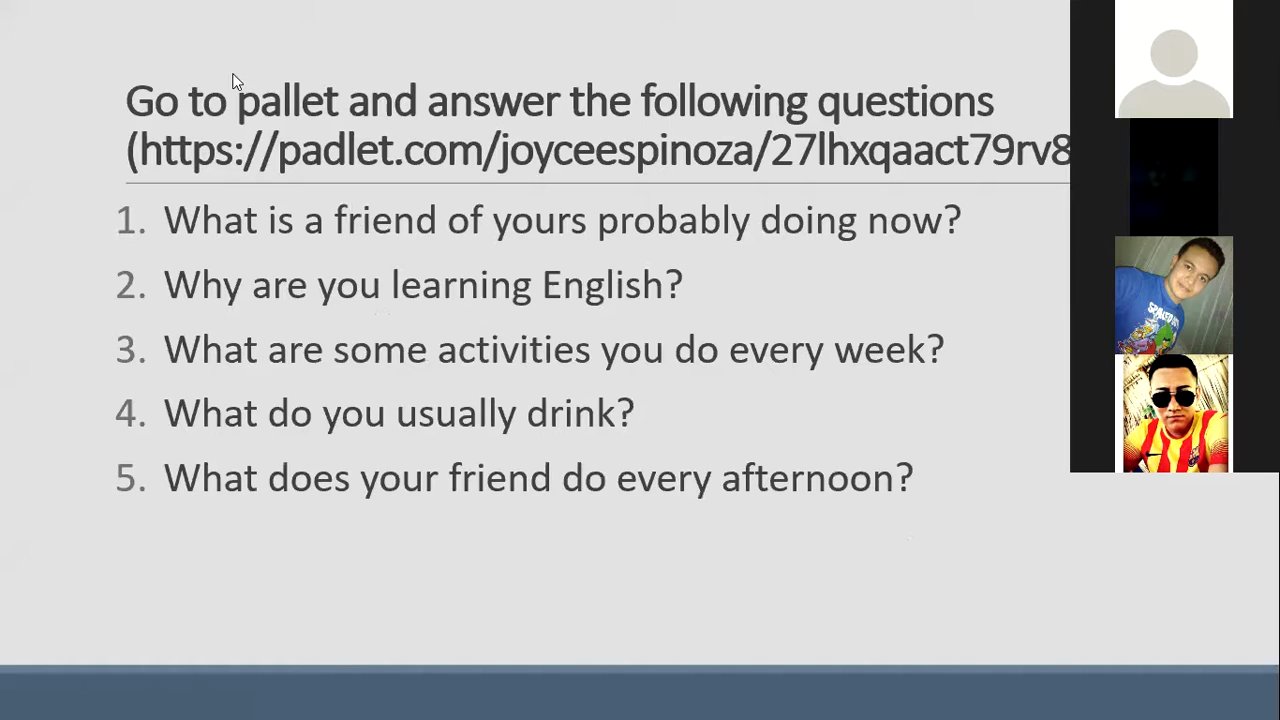 Go to pallet and answer the following questions
(https://padlet.com/joyceespinoza/27lhxqaact79rv8
1. What is a friend of yours probably doing now?
2. Why are you learning English?
3. What are some activities you do every week?
4. What do you usually drink?
5. What does your friend do every afternoon?